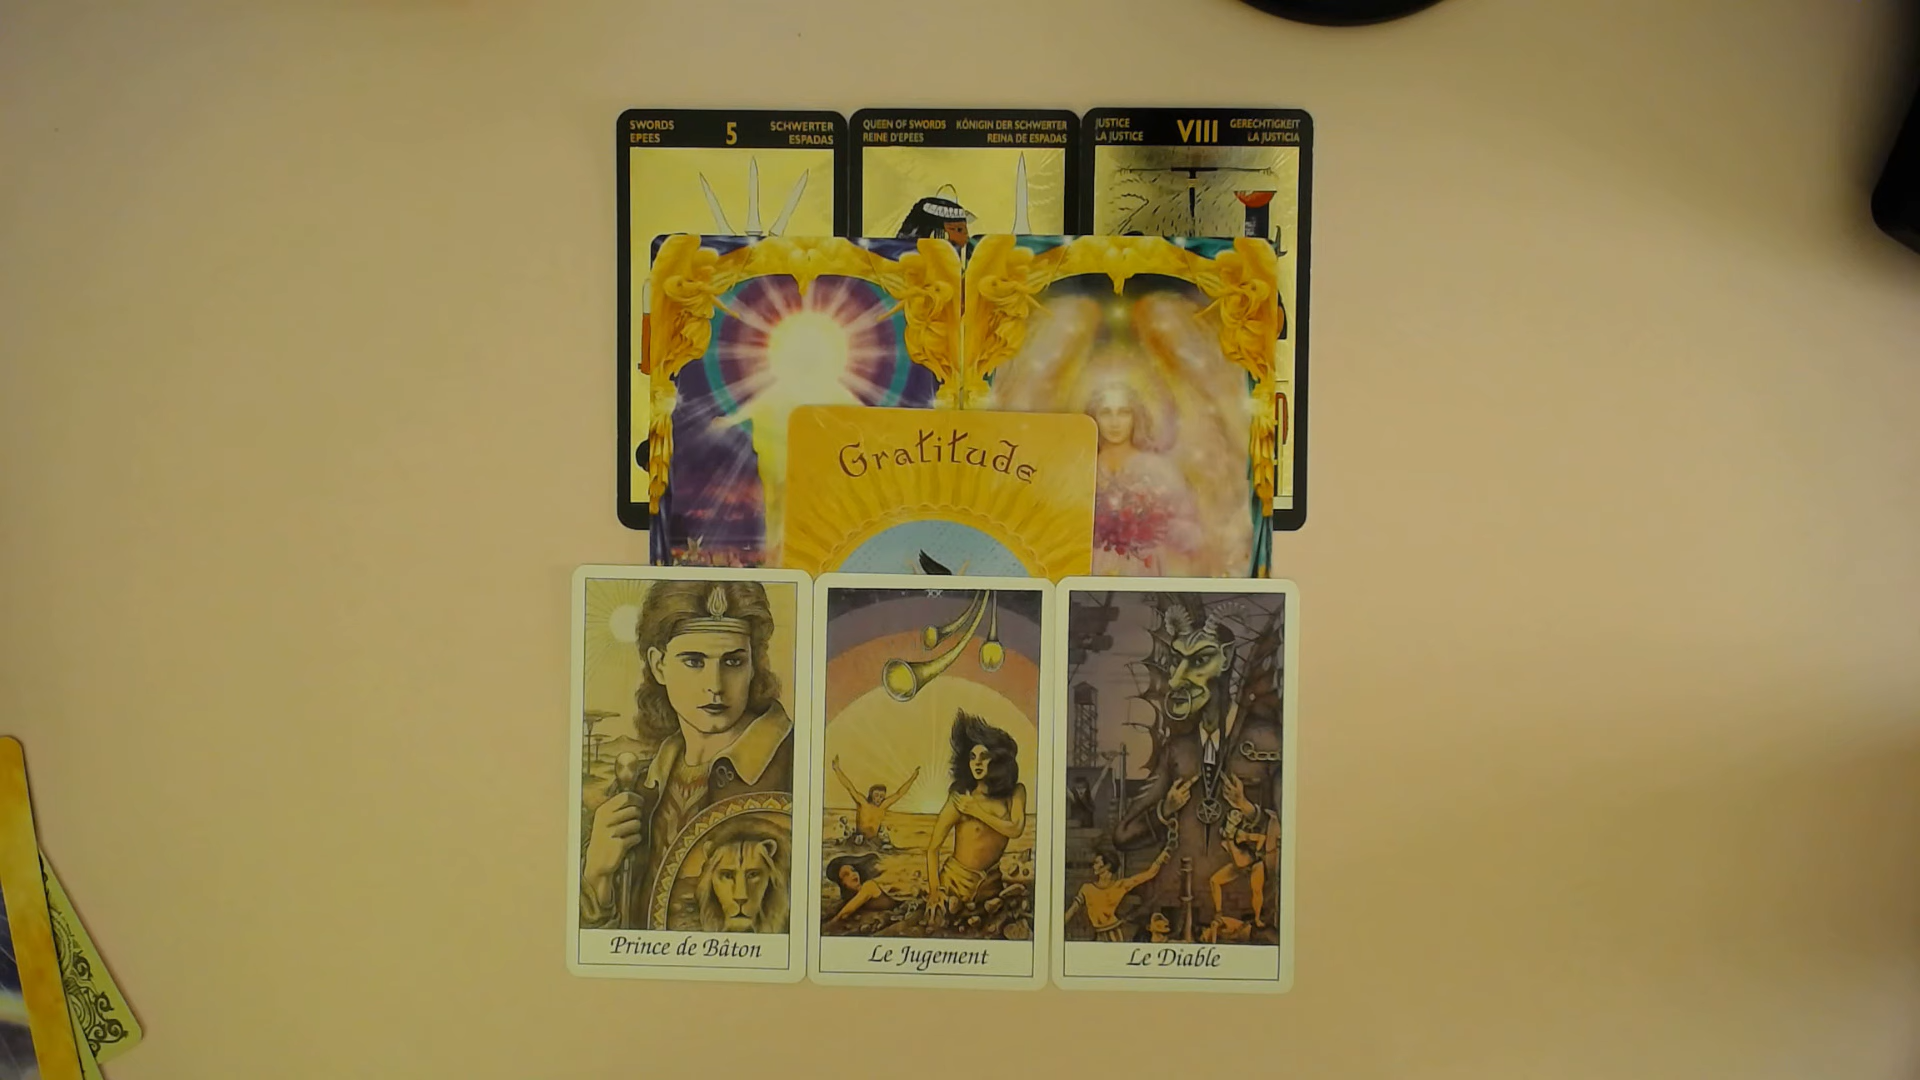 SWORDS
EPEES
5
SCHWERTER
ESPADAS
QUEEN OF SWORDS
REINE D'EPEES
KÖNIGIN DER SCHWERTER
REINA DE ESPADAS
JUSTICE
LA JUSTICE
VIII
GERECHTIGKEIT
LA JUSTICIA
Gratitude
Prince de Bâton
Le Jugement
Le Diable